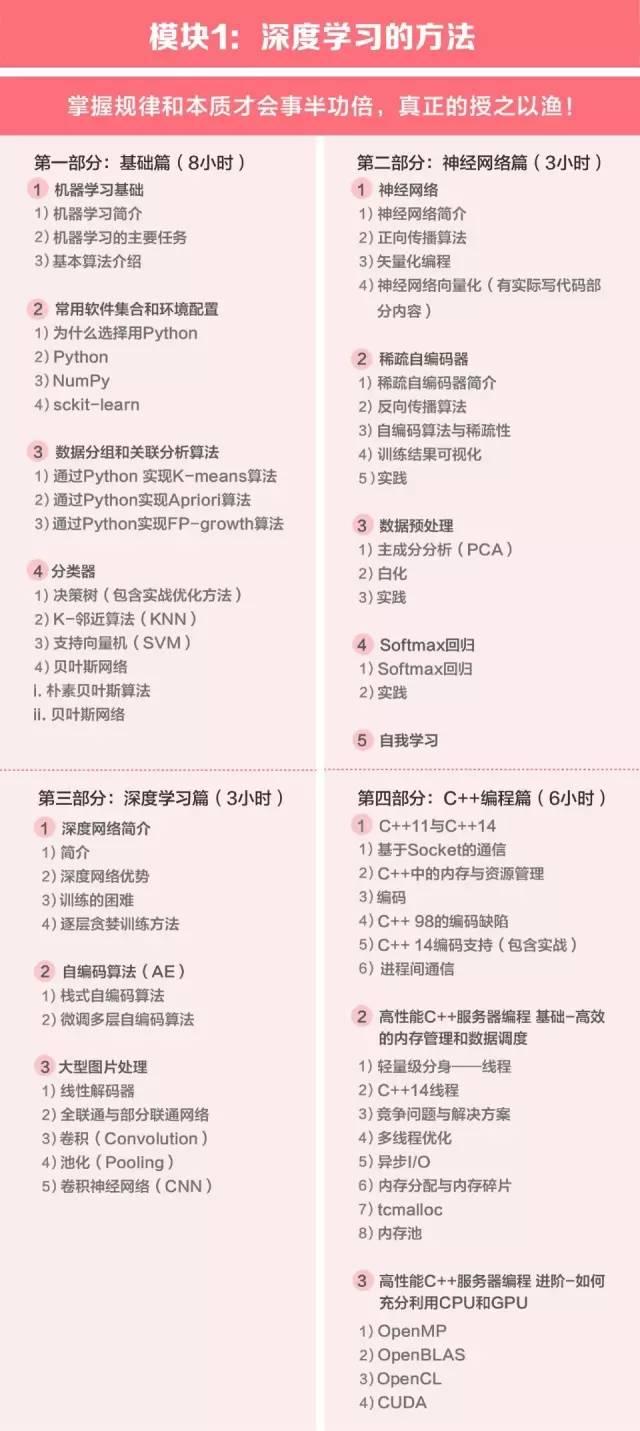 模块1：深度学习的方法
掌握规律和本质才会事半功倍，真正的授之以渔！
第一部分：基础篇（8小时）
1 机器学习基础
1）机器学习简介
2）机器学习的主要任务
3）基本算法介绍
2 常用软件集合和环境配置
1）为什么选择用Python
2）Python
3）NumPy
4）sckit-learn
3 数据分组和关联分析算法
1）通过Python 实现K-means算法
2）通过Python实现Apriori算法
3）通过Python实现FP-growth算法
4 分类器
1）决策树（包含实战优化方法）
2）K-邻近算法（KNN）
3）支持向量机（SVM）
4）贝叶斯网络
i. 朴素贝叶斯算法
ii. 贝叶斯网络
第二部分：神经网络篇（3小时）
1 神经网络
1）神经网络简介
2）正向传播算法
3）矢量化编程
4）神经网络向量化（有实际写代码部
分内容）
2 稀疏自编码器
1）稀疏自编码器简介
2）反向传播算法
3）自编码算法与稀疏性
4）训练结果可视化
5）实践
3 数据预处理
1）主成分分析（PCA）
2）白化
3）实践
4 Softmax回归
1）Softmax回归
2）实践
5 自我学习
第三部分：深度学习篇（3小时）
1 深度网络简介
1）简介
2）深度网络优势
3）训练的困难
4）逐层贪婪训练方法
2 自编码算法（AE）
1）栈式自编码算法
2）微调多层自编码算法
3 大型图片处理
1）线性解码器
2）全联通与部分联通网络
3）卷积（Convolution）
4）池化（Pooling）
5）卷积神经网络（CNN）
第四部分：C++编程篇（6小时）
1 C++11与C++14
1）基于Socket的通信
2）C++中的内存与资源管理
3）编码
4）C++ 98的编码缺陷
5）C++ 14编码支持（包含实战）
6）进程间通信
2 高性能C++服务器编程 基础-高效
的内存管理和数据调度
1）轻量级分身——线程
2）C++14线程
3）竞争问题与解决方案
4）多线程优化
5）异步I/O
6）内存分配与内存碎片
7）tcmalloc
8）内存池
3 高性能C++服务器编程 进阶-如何
充分利用CPU和GPU
1）OpenMP
2）OpenBLAS
3）OpenCL
4）CUDA